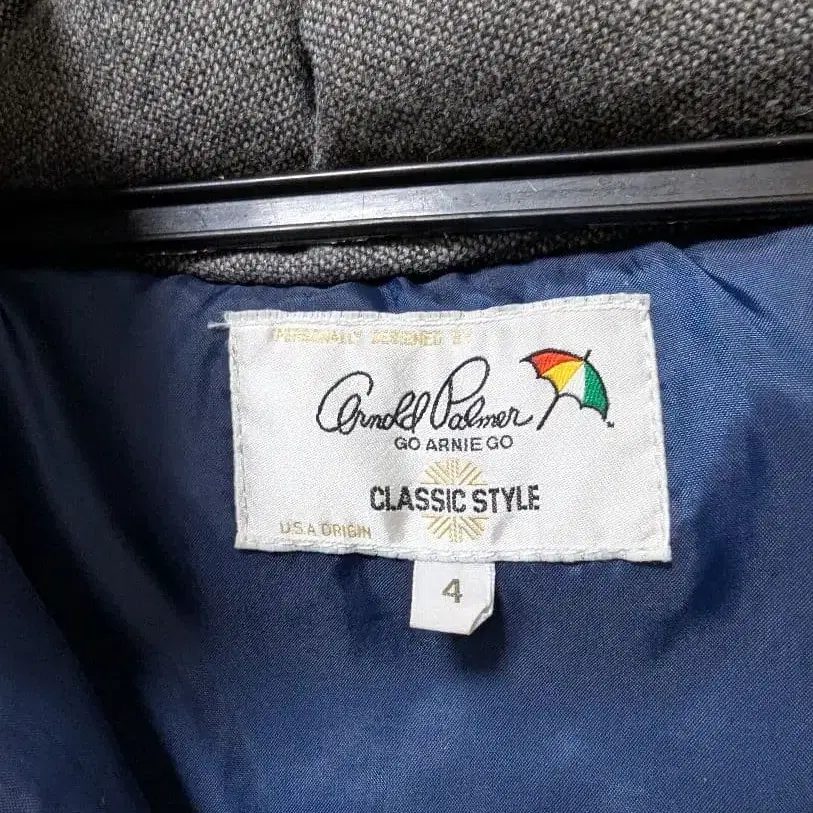 PERSONALLY DESIGNED BY
Arnold Palmer
GO ARNIE GO
CLASSIC STYLE
U.S.A ORIGIN
4